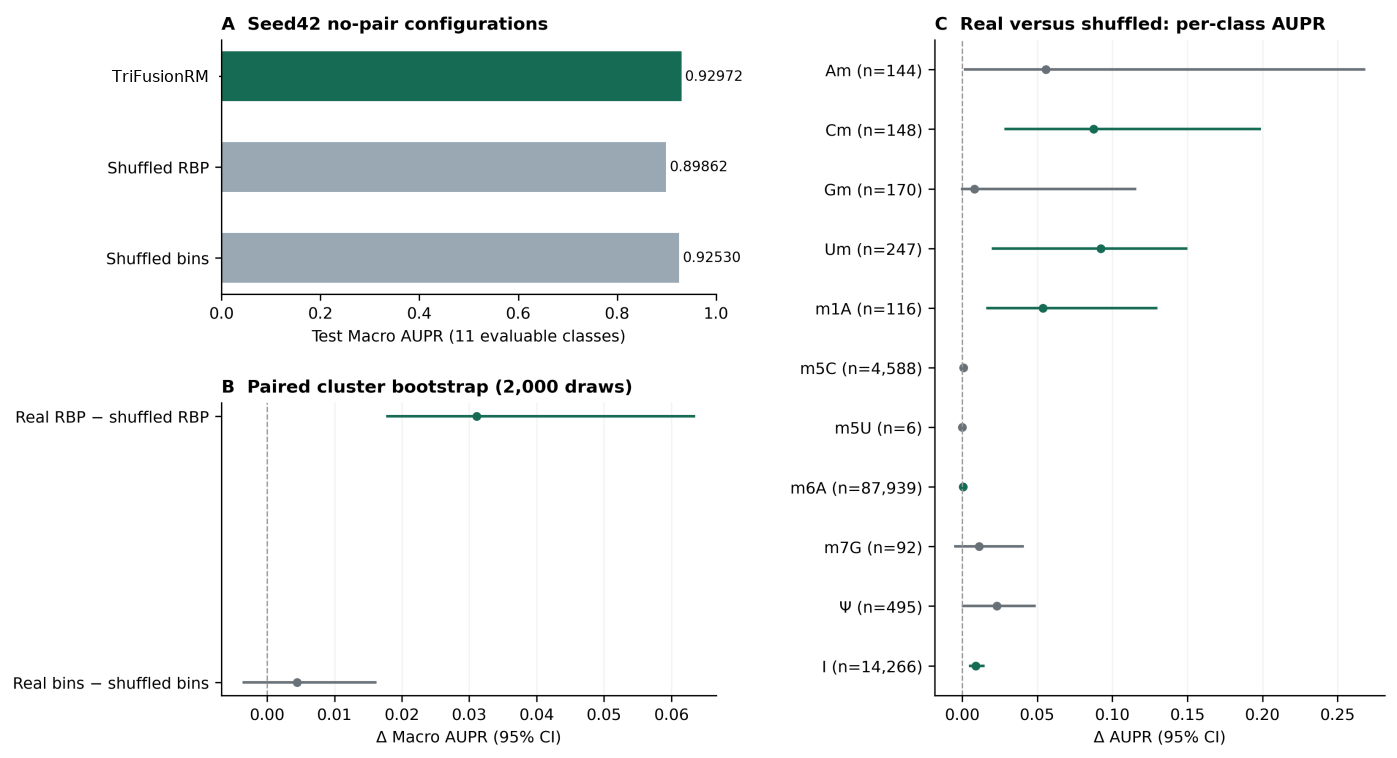 A Seed42 no-pair configurations
TriFusionRM
0.92972
Shuffled RBP
0.89862
Shuffled bins
0.92530
0.0 0.2 0.4 0.6 0.8 1.0
Test Macro AUPR (11 evaluable classes)
B Paired cluster bootstrap (2,000 draws)
Real RBP − shuffled RBP
Real bins − shuffled bins
0.00 0.01 0.02 0.03 0.04 0.05 0.06
Δ Macro AUPR (95% CI)
C Real versus shuffled: per-class AUPR
Am (n=144)
Cm (n=148)
Gm (n=170)
Um (n=247)
m1A (n=116)
m5C (n=4,588)
m5U (n=6)
m6A (n=87,939)
m7G (n=92)
Ψ (n=495)
I (n=14,266)
0.00 0.05 0.10 0.15 0.20 0.25
Δ AUPR (95% CI)